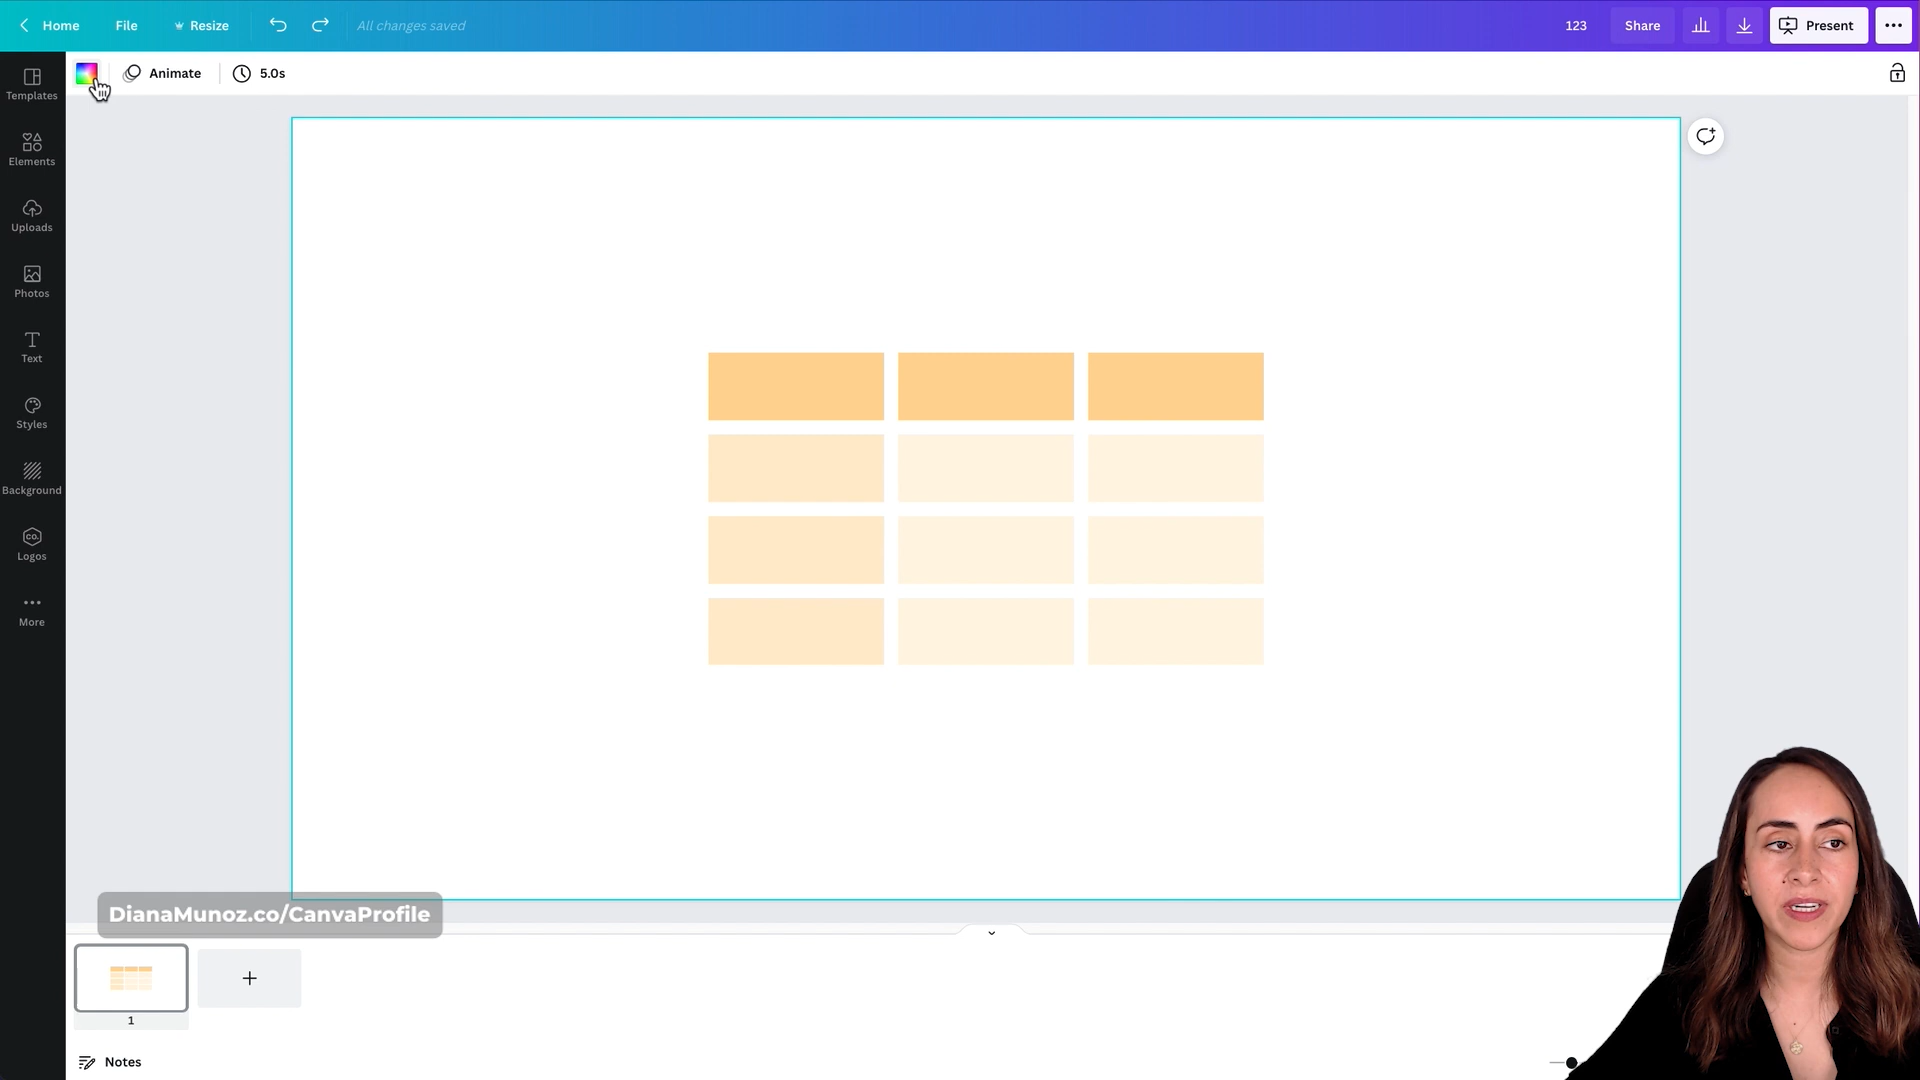 Home
File
Resize
All changes saved
123
Share
Present
Animate
5.0s
Templates
Elements
Uploads
Photos
Text
Styles
Background
CO.
Logos
More
DianaMunoz.co/CanvaProfile
1
Notes